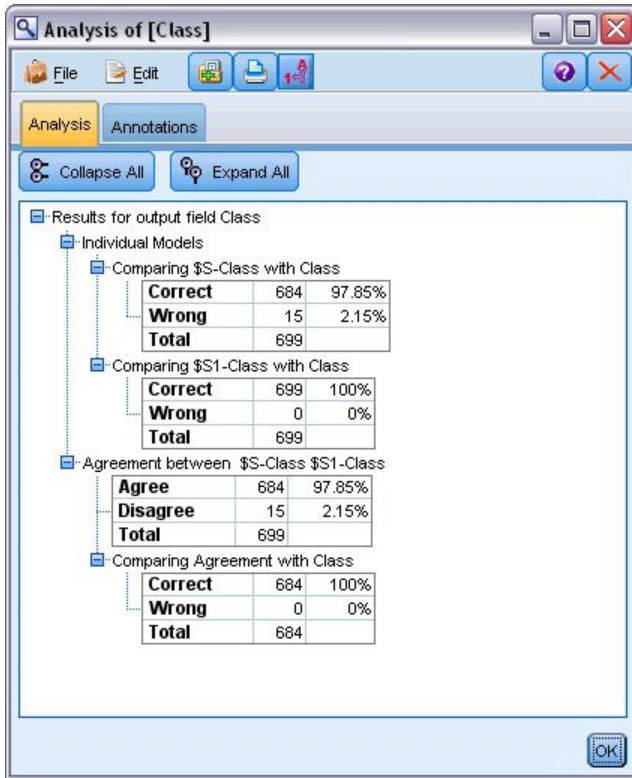 Analysis of [Class]
File Edit
Analysis Annotations
Collapse All Expand All
Results for output field Class
Individual Models
Comparing $S-Class with Class
Correct 684 97.85%
Wrong 15 2.15%
Total 699
Comparing $S1-Class with Class
Correct 699 100%
Wrong 0 0%
Total 699
Agreement between $S-Class $S1-Class
Agree 684 97.85%
Disagree 15 2.15%
Total 699
Comparing Agreement with Class
Correct 684 100%
Wrong 0 0%
Total 684
OK